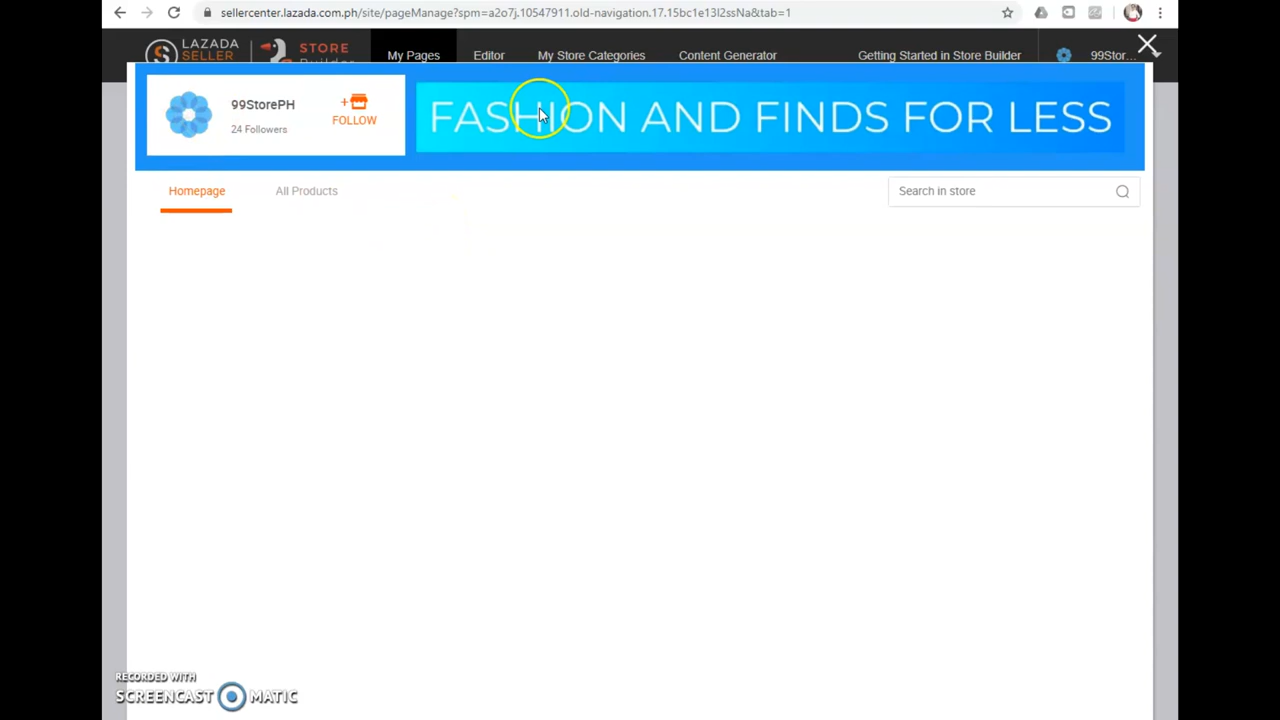 sellercenter.lazada.com.ph/site/pageManage?spm=a2o7j.10547911.old-navigation.17.15bc1e13l2ssNa&tab=1
LAZADA SELLER
STORE
My Pages
Editor
My Store Categories
Content Generator
Getting Started in Store Builder
99Stor...
99StorePH
24 Followers
+
FOLLOW
FASHION AND FINDS FOR LESS
Homepage
All Products
Search in store
RECORDED WITH
SCREENCAST MATIC